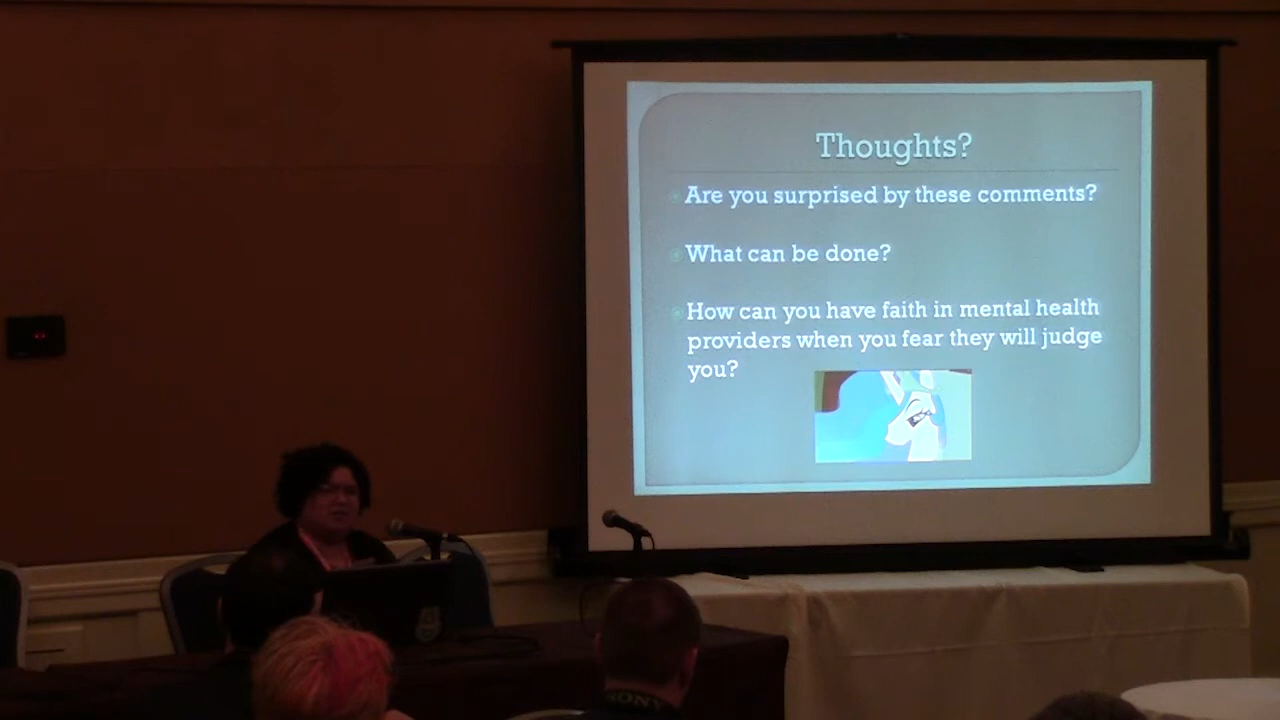 Thoughts?
Are you surprised by these comments?
What can be done?
How can you have faith in mental health
providers when you fear they will judge
you?
SONY